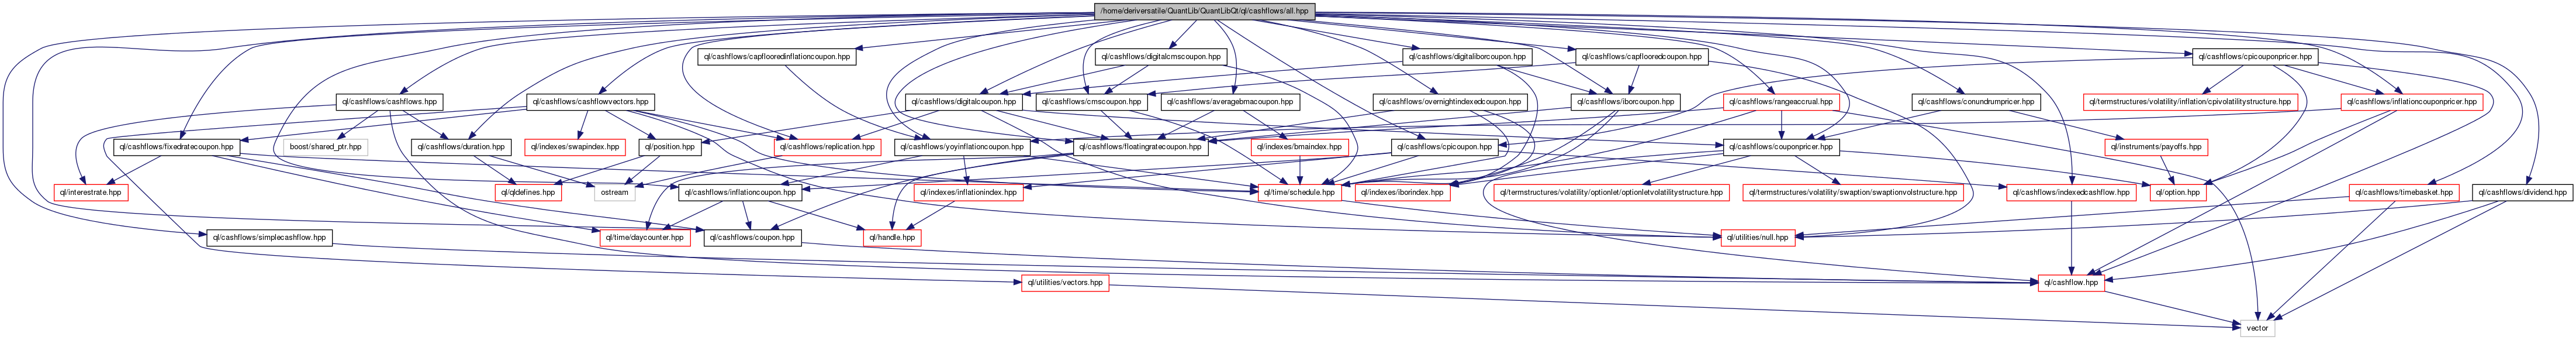 /home/deriversatile/QuantLib/QuantLibQt/ql/cashflows/all.hpp
ql/cashflows/capflooredinflationcoupon.hpp
ql/cashflows/digitalcmscoupon.hpp
ql/cashflows/digitaliborcoupon.hpp
ql/cashflows/capflooredcoupon.hpp
ql/cashflows/cpicouponpricer.hpp
ql/cashflows/cashflows.hpp
ql/cashflows/cashflowvectors.hpp
ql/cashflows/digitalcoupon.hpp
ql/cashflows/cmscoupon.hpp
ql/cashflows/averagebmacoupon.hpp
ql/cashflows/overnightindexedcoupon.hpp
ql/cashflows/iborcoupon.hpp
ql/cashflows/rangeaccrual.hpp
ql/cashflows/conundrumpricer.hpp
ql/termstructures/volatility/inflation/cpivolatilitystructure.hpp
ql/cashflows/inflationcouponpricer.hpp
ql/cashflows/fixedratecoupon.hpp
boost/shared_ptr.hpp
ql/cashflows/duration.hpp
ql/indexes/swapindex.hpp
ql/position.hpp
ql/cashflows/replication.hpp
ql/cashflows/yoyinflationcoupon.hpp
ql/cashflows/floatingratecoupon.hpp
ql/indexes/bmaindex.hpp
ql/cashflows/cpicoupon.hpp
ql/cashflows/couponpricer.hpp
ql/instruments/payoffs.hpp
ql/interestrate.hpp
ql/qldefines.hpp
ostream
ql/cashflows/inflationcoupon.hpp
ql/indexes/inflationindex.hpp
ql/time/schedule.hpp
ql/indexes/iborindex.hpp
ql/termstructures/volatility/optionlet/optionletvolatilitystructure.hpp
ql/termstructures/volatility/swaption/swaptionvolstructure.hpp
ql/cashflows/indexedcashflow.hpp
ql/option.hpp
ql/cashflows/timebasket.hpp
ql/cashflows/dividend.hpp
ql/cashflows/simplecashflow.hpp
ql/time/daycounter.hpp
ql/cashflows/coupon.hpp
ql/handle.hpp
ql/utilities/null.hpp
ql/utilities/vectors.hpp
ql/cashflow.hpp
vector